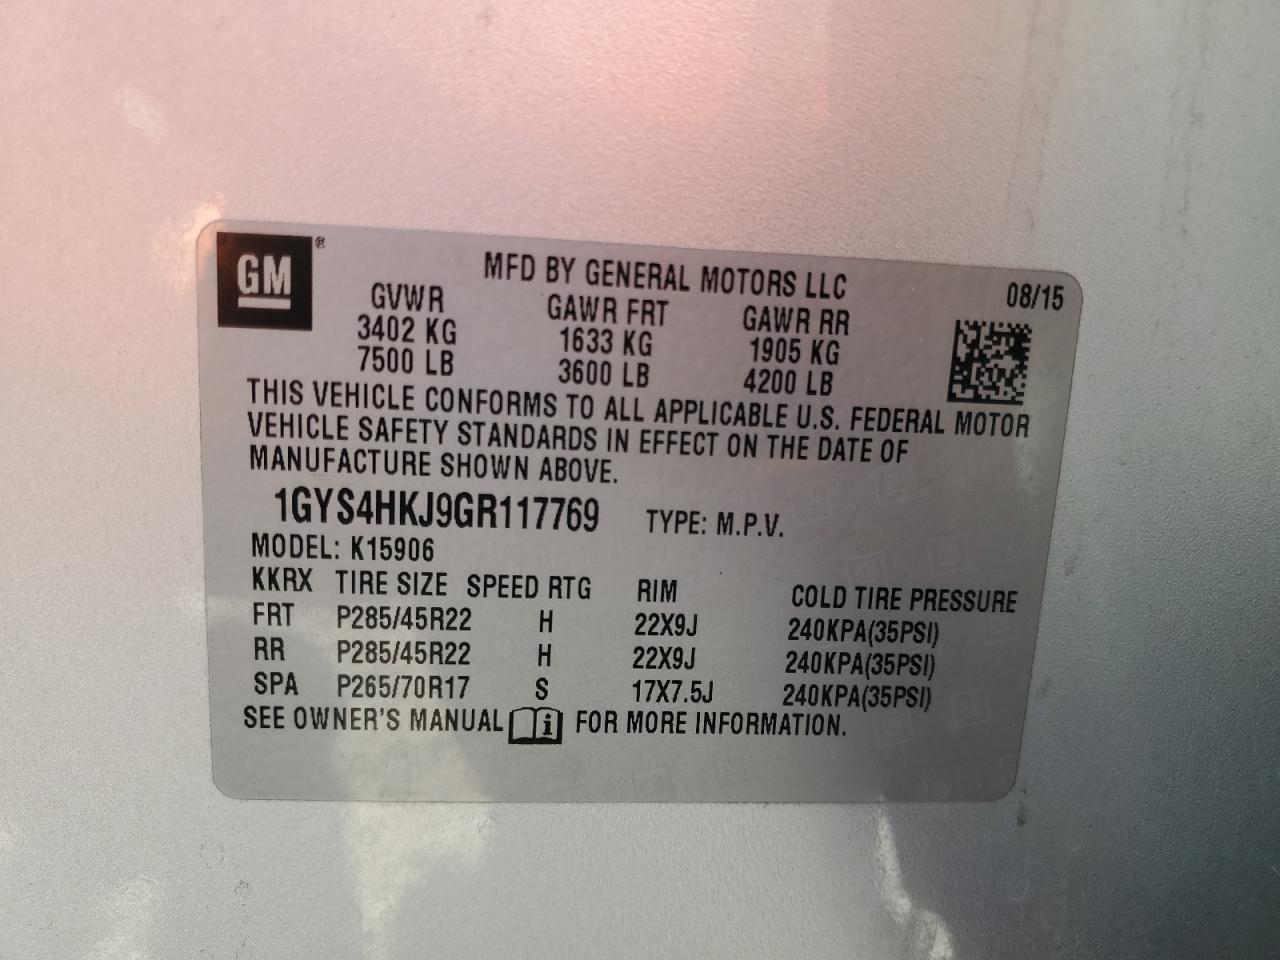 GM ®
MFD BY GENERAL MOTORS LLC 08/15
GVWR GAWR FRT GAWR RR
3402 KG 1633 KG 1905 KG
7500 LB 3600 LB 4200 LB
THIS VEHICLE CONFORMS TO ALL APPLICABLE U.S. FEDERAL MOTOR
VEHICLE SAFETY STANDARDS IN EFFECT ON THE DATE OF
MANUFACTURE SHOWN ABOVE.
1GYS4HKJ9GR117769 TYPE: M.P.V.
MODEL: K15906
KKRX TIRE SIZE SPEED RTG RIM COLD TIRE PRESSURE
FRT P285/45R22 H 22X9J 240KPA(35PSI)
RR P285/45R22 H 22X9J 240KPA(35PSI)
SPA P265/70R17 S 17X7.5J 240KPA(35PSI)
SEE OWNER'S MANUAL i FOR MORE INFORMATION.